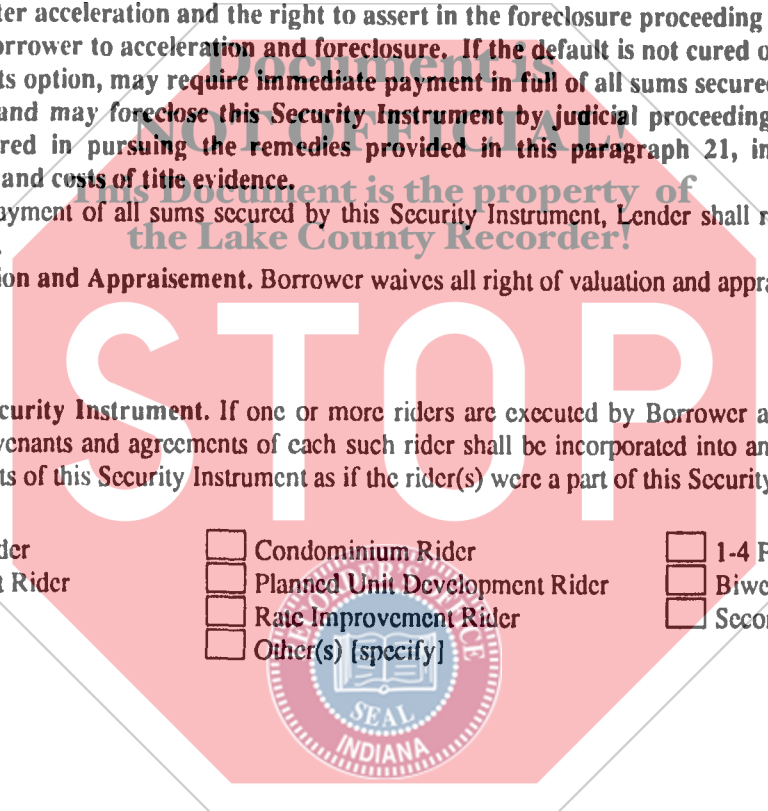 ter acceleration and the right to assert in the foreclosure proceeding
orrower to acceleration and foreclosure. If the default is not cured o
ts option, may require immediate payment in full of all sums secured
and may foreclose this Security Instrument by judicial proceeding
red in pursuing the remedies provided in this paragraph 21, in
and costs of title evidence.
ayment of all sums secured by this Security Instrument, Lender shall r
.
ion and Appraisement. Borrower waives all right of valuation and appra
Document is
NOT OFFICIAL!
This Document is the property of
the Lake County Recorder!
STOP
curity Instrument. If one or more riders are executed by Borrower a
venants and agreements of each such rider shall be incorporated into an
ts of this Security Instrument as if the rider(s) were a part of this Security
der Condominium Rider 1-4 F
t Rider Planned Unit Development Rider Biwe
Rate Improvement Rider Secon
Other(s) [specify]
RECORDER'S OFFICE
SEAL
INDIANA